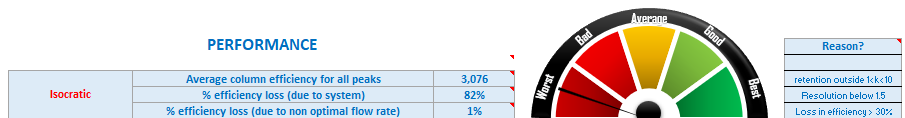 PERFORMANCE
Isocratic
Average column efficiency for all peaks 3,076
% efficiency loss (due to system) 82%
% efficiency loss (due to non optimal flow rate) 1%
Worst
Bad
Average
Good
Best
Reason?
retention outside 1<k<10
Resolution below 1.5
Loss in efficiency > 30%